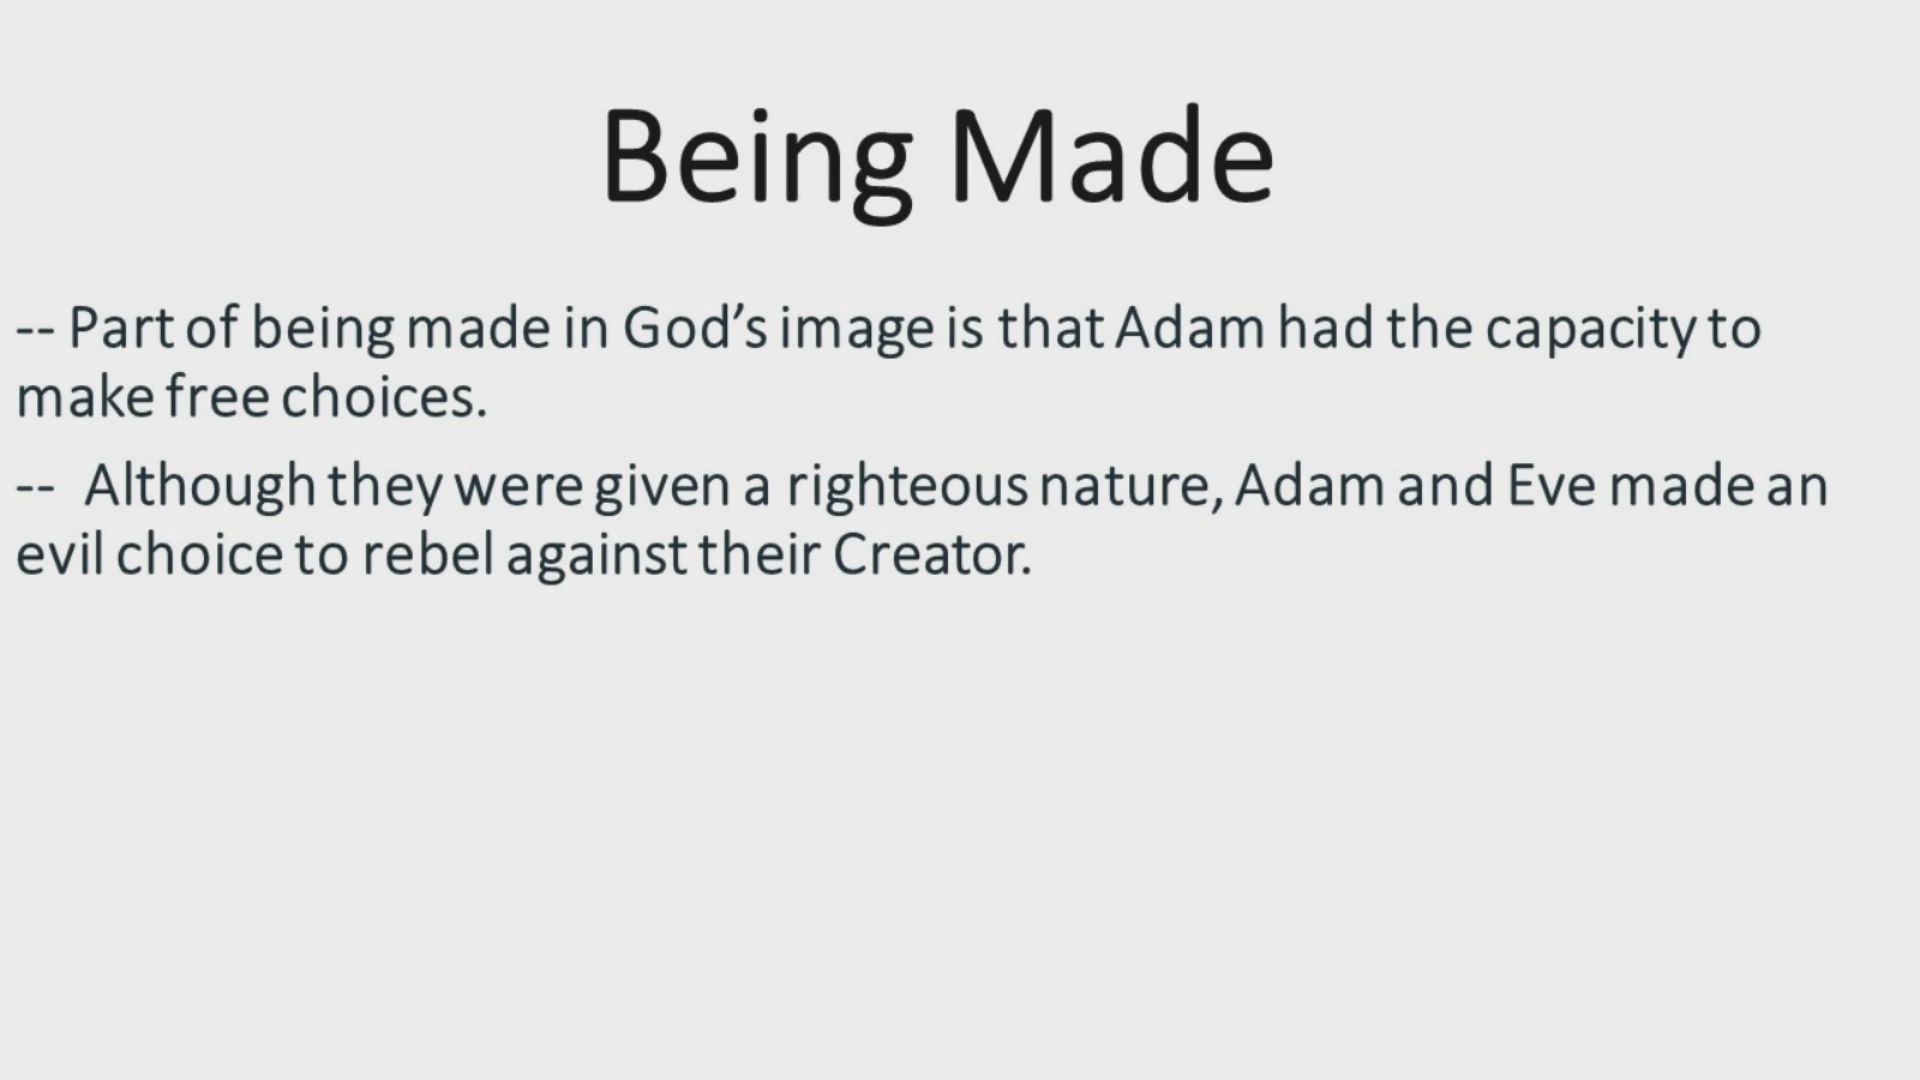 Being Made
-- Part of being made in God’s image is that Adam had the capacity to
make free choices.
-- Although they were given a righteous nature, Adam and Eve made an
evil choice to rebel against their Creator.